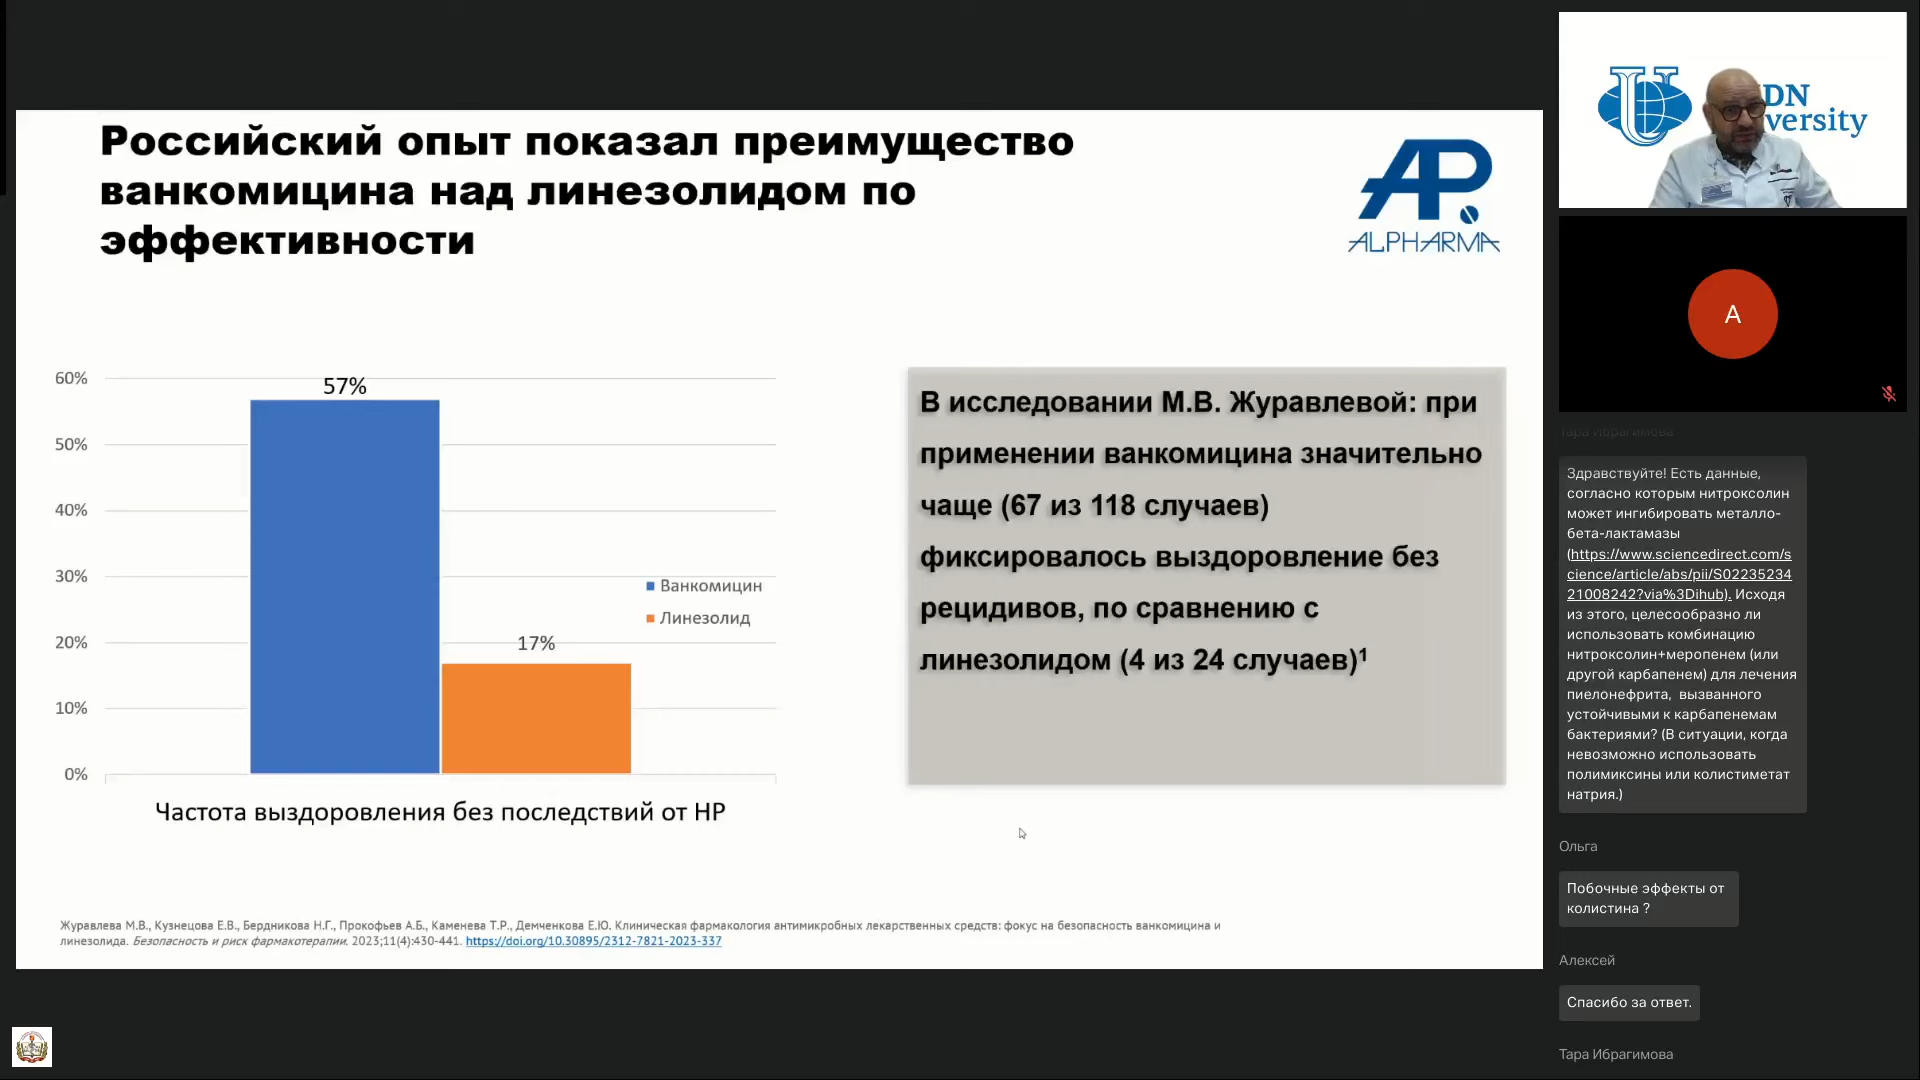 Российский опыт показал преимущество
ванкомицина над линезолидом по
эффективности
AP
ALPHARMA
60%
50%
40%
30%
20%
10%
0%
57%
17%
Ванкомицин
Линезолид
Частота выздоровления без последствий от НР
В исследовании М.В. Журавлевой: при
применении ванкомицина значительно
чаще (67 из 118 случаев)
фиксировалось выздоровление без
рецидивов, по сравнению с
линезолидом (4 из 24 случаев)¹
Журавлева М.В., Кузнецова Е.В., Бердникова Н.Г., Прокофьев А.Б., Каменева Т.Р., Демченкова Е.Ю. Клиническая фармакология антимикробных лекарственных средств: фокус на безопасность ванкомицина и
линезолида. Безопасность и риск фармакотерапии. 2023;11(4):430-441. https://doi.org/10.30895/2312-7821-2023-337
DN
versity
A
Тара Ибрагимова
Здравствуйте! Есть данные,
согласно которым нитроксолин
может ингибировать металло-
бета-лактамазы
(https://www.sciencedirect.com/s
cience/article/abs/pii/S02235234
21008242?via%3Dihub). Исходя
из этого, целесообразно ли
использовать комбинацию
нитроксолин+меропенем (или
другой карбапенем) для лечения
пиелонефрита, вызванного
устойчивыми к карбапенемам
бактериями? (В ситуации, когда
невозможно использовать
полимиксины или колистиметат
натрия.)
Ольга
Побочные эффекты от
колистина ?
Алексей
Спасибо за ответ.
Тара Ибрагимова